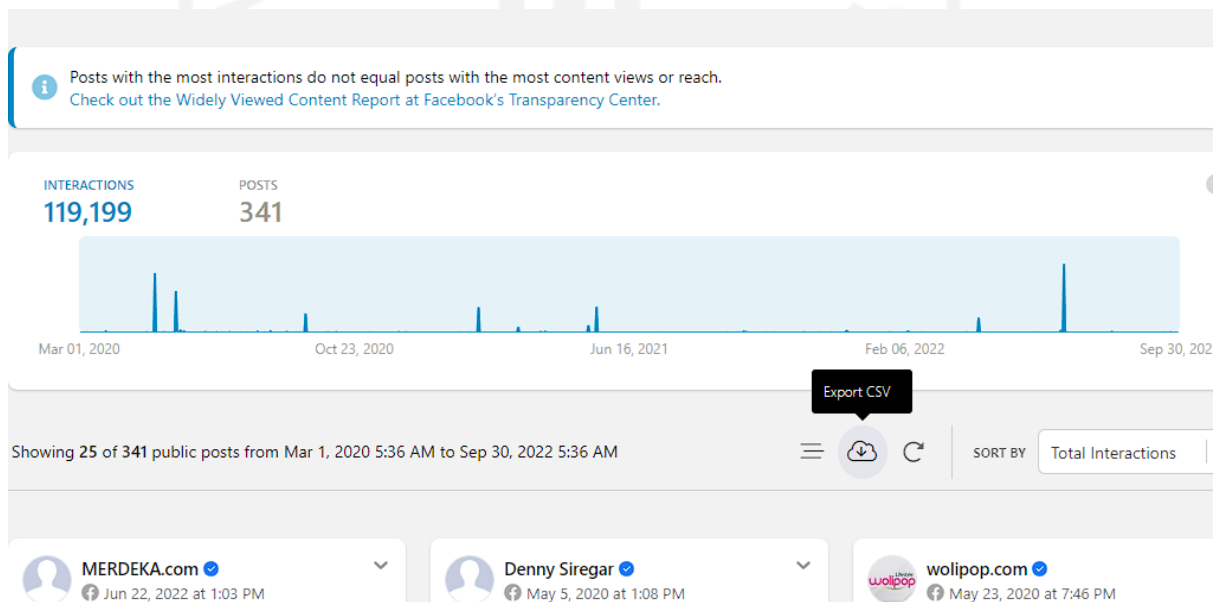 Posts with the most interactions do not equal posts with the most content views or reach.
Check out the Widely Viewed Content Report at Facebook's Transparency Center.
INTERACTIONS POSTS
119,199 341
Mar 01, 2020 Oct 23, 2020 Jun 16, 2021 Feb 06, 2022 Sep 30, 202
Export CSV
Showing 25 of 341 public posts from Mar 1, 2020 5:36 AM to Sep 30, 2022 5:36 AM SORT BY Total Interactions
MERDEKA.com Denny Siregar wolipop wolipop.com
Jun 22, 2022 at 1:03 PM May 5, 2020 at 1:08 PM May 23, 2020 at 7:46 PM